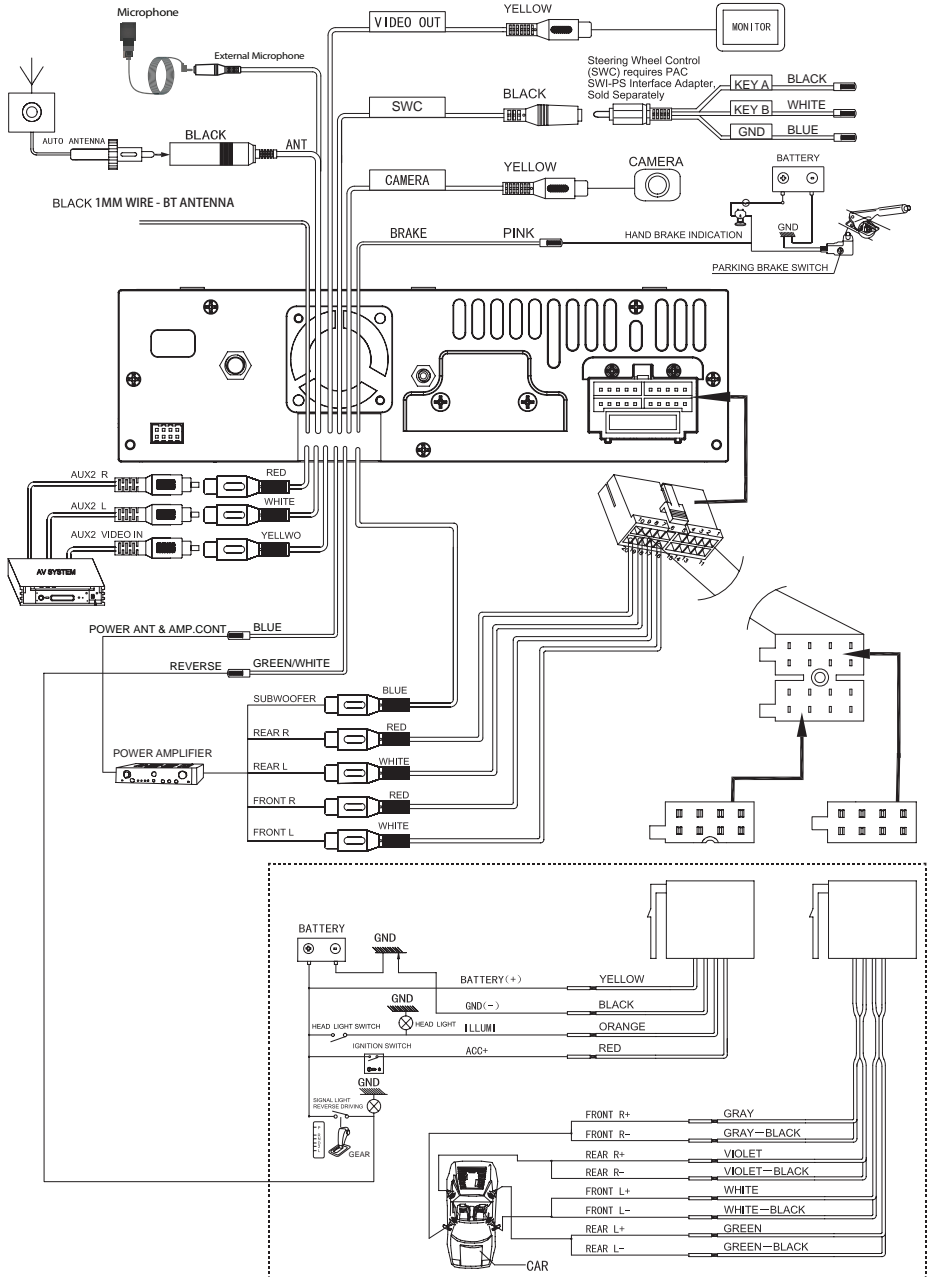 Microphone
External Microphone
VIDEO OUT
YELLOW
MONITOR
Steering Wheel Control
(SWC) requires PAC
SWI-PS Interface Adapter,
Sold Separately
SWC
BLACK
KEY A BLACK
KEY B WHITE
GND BLUE
AUTO ANTENNA
BLACK
ANT
CAMERA
YELLOW
CAMERA
BATTERY
BLACK 1MM WIRE - BT ANTENNA
BRAKE
PINK
HAND BRAKE INDICATION
GND
PARKING BRAKE SWITCH
AUX2 R
RED
AUX2 L
WHITE
AUX2 VIDEO IN
YELLWO
AV SYSTEM
POWER ANT & AMP.CONT
BLUE
REVERSE
GREEN/WHITE
SUBWOOFER
BLUE
REAR R
RED
POWER AMPLIFIER
REAR L
WHITE
FRONT R
RED
FRONT L
WHITE
BATTERY
GND
BATTERY(+)
YELLOW
GND(-)
BLACK
GND
HEAD LIGHT SWITCH
HEAD LIGHT
ILLUMI
ORANGE
IGNITION SWITCH
ACC+
RED
GND
SIGNAL LIGHT
REVERSE DRIVING
GEAR
FRONT R+
GRAY
FRONT R-
GRAY-BLACK
REAR R+
VIOLET
REAR R-
VIOLET-BLACK
FRONT L+
WHITE
FRONT L-
WHITE-BLACK
REAR L+
GREEN
REAR L-
GREEN-BLACK
CAR